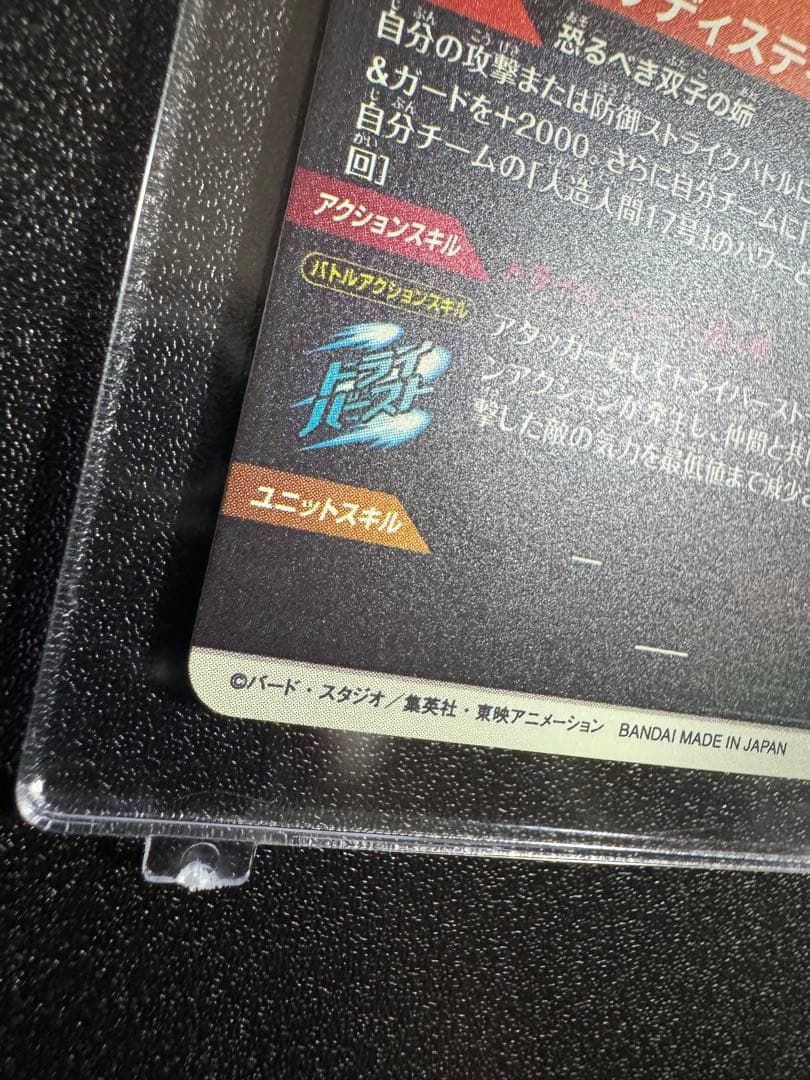 ディステ
恐るべき双子の姉
自分の攻撃または防御ストライクバトル
&ガードを+2000。さらに自分チームに
自分チームの「人造人間17号」のパワー
回]
アクションスキル
バトルアクションスキル
トライバースト
アタッカーにしてトライバースト
ンアクションが発生し、仲間と共
撃した敵の気力を最低値まで減少
ユニットスキル
—
—
©バード・スタジオ／集英社・東映アニメーション BANDAI MADE IN JAPAN